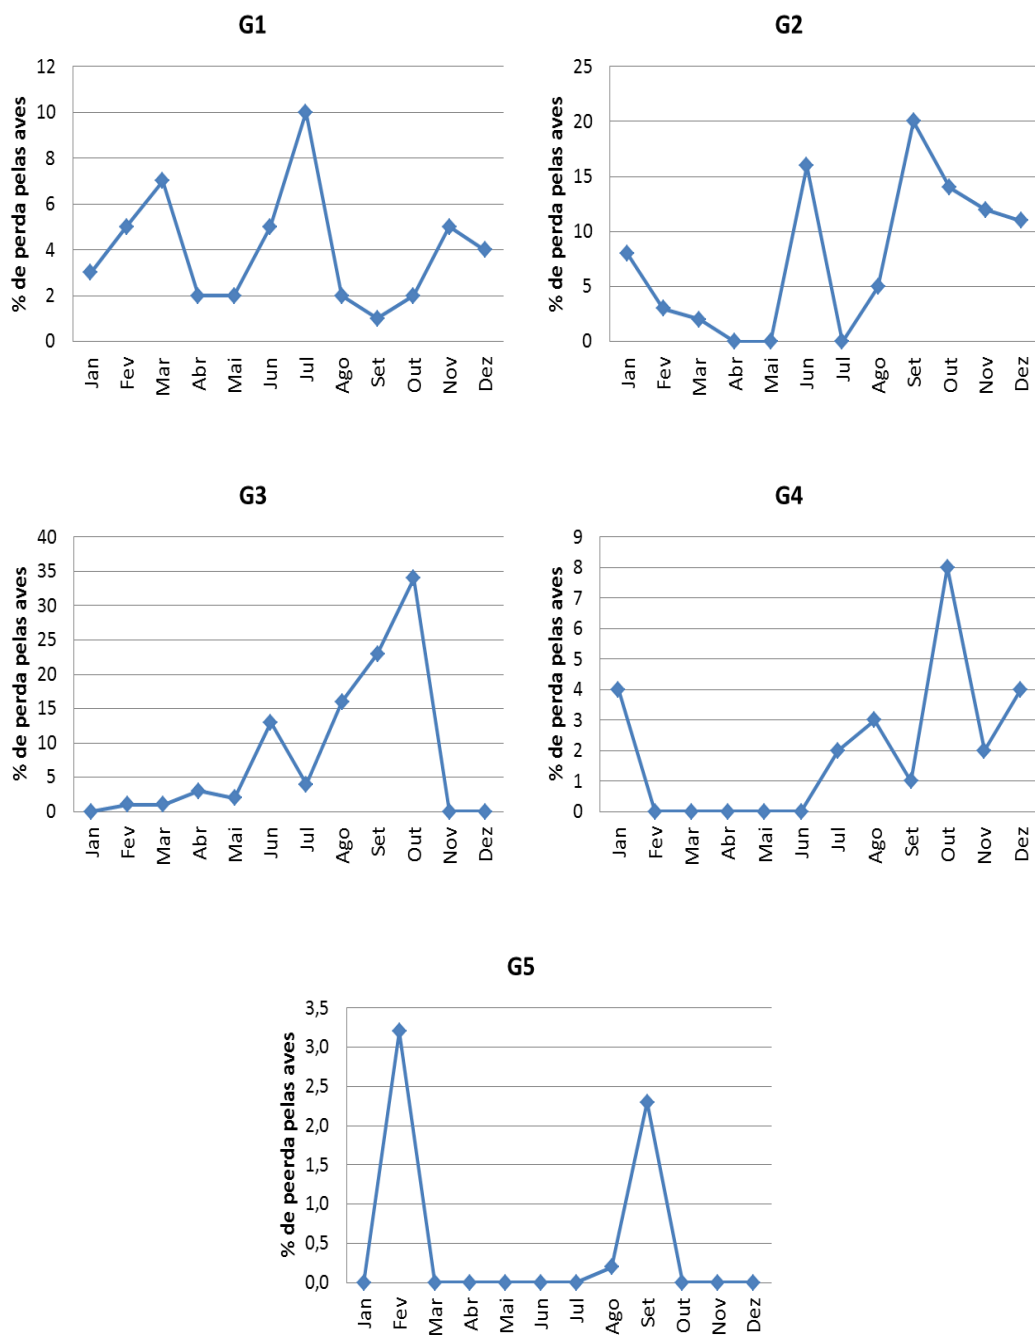 G1
% de perda pelas aves
12
10
8
6
4
2
0
Jan Fev Mar Abr Mai Jun Jul Ago Set Out Nov Dez
G2
% de perda pelas aves
25
20
15
10
5
0
Jan Fev Mar Abr Mai Jun Jul Ago Set Out Nov Dez
G3
% de perda pelas aves
40
35
30
25
20
15
10
5
0
Jan Fev Mar Abr Mai Jun Jul Ago Set Out Nov Dez
G4
% de perda pelas aves
9
8
7
6
5
4
3
2
1
0
Jan Fev Mar Abr Mai Jun Jul Ago Set Out Nov Dez
G5
% de peerda pelas aves
3,5
3,0
2,5
2,0
1,5
1,0
0,5
0,0
Jan Fev Mar Abr Mai Jun Jul Ago Set Out Nov Dez